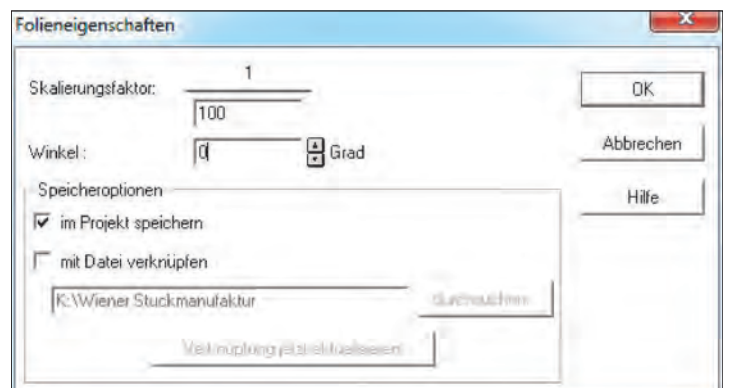 Folieneigenschaften
1
Skalierungsfaktor:
100
OK
Winkel :
0
Grad
Abbrechen
Speicheroptionen
Hilfe
im Projekt speichern
mit Datei verknüpfen
K:\Wiener Stuckmanufaktur
durchsuchen
Verknüpfung jetzt aktualisieren